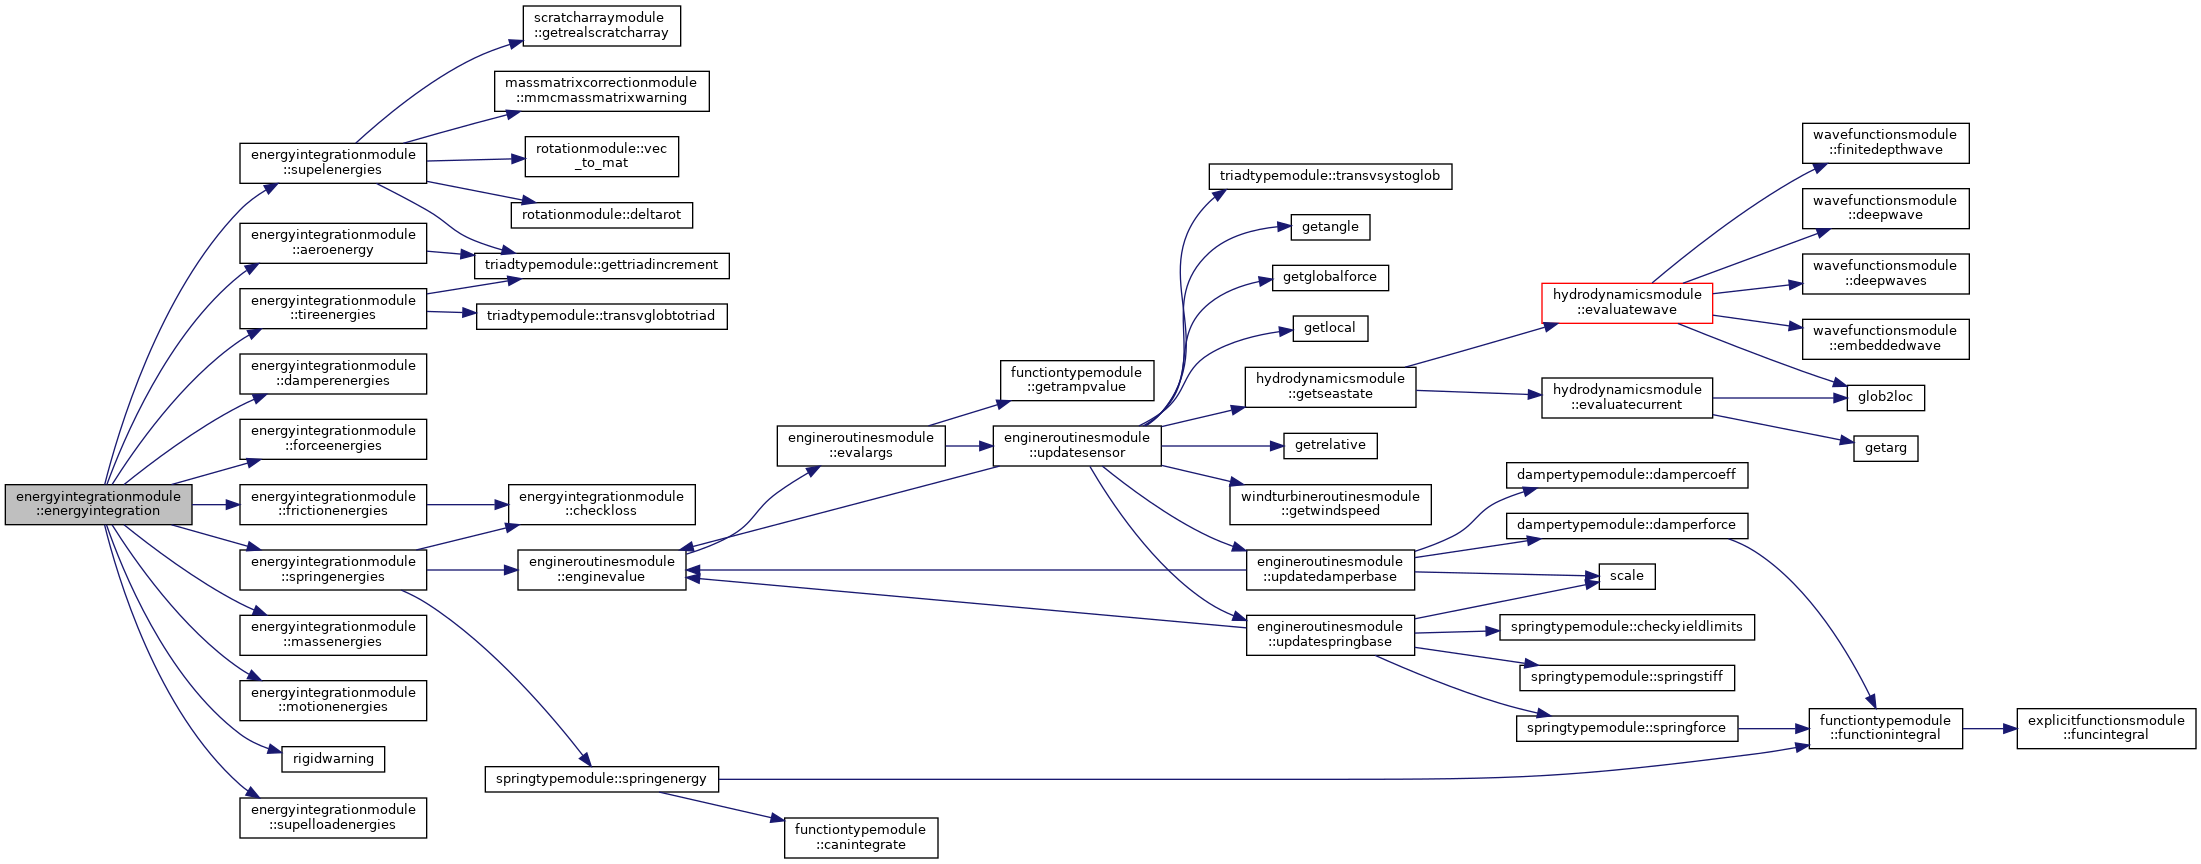 scratcharraymodule
::getrealscratcharray
massmatrixcorrectionmodule
::mmcmassmatrixwarning
rotationmodule::vec
_to_mat
rotationmodule::deltarot
energyintegrationmodule
::supelenergies
energyintegrationmodule
::aeroenergy
triadtypemodule::gettriadincrement
energyintegrationmodule
::tireenergies
triadtypemodule::transvglobtotriad
energyintegrationmodule
::damperenergies
energyintegrationmodule
::forceenergies
energyintegrationmodule
::energyintegration
energyintegrationmodule
::frictionenergies
energyintegrationmodule
::checkloss
energyintegrationmodule
::springenergies
engineroutinesmodule
::enginevalue
energyintegrationmodule
::massenergies
energyintegrationmodule
::motionenergies
rigidwarning
energyintegrationmodule
::supelloadenergies
springtypemodule::springenergy
functiontypemodule
::canintegrate
functiontypemodule
::getrampvalue
engineroutinesmodule
::evalargs
engineroutinesmodule
::updatesensor
triadtypemodule::transvsystoglob
getangle
getglobalforce
getlocal
hydrodynamicsmodule
::getseastate
getrelative
windturbineroutinesmodule
::getwindspeed
engineroutinesmodule
::updatedamperbase
engineroutinesmodule
::updatespringbase
hydrodynamicsmodule
::evaluatewave
hydrodynamicsmodule
::evaluatecurrent
dampertypemodule::dampercoeff
dampertypemodule::damperforce
scale
springtypemodule::checkyieldlimits
springtypemodule::springstiff
springtypemodule::springforce
wavefunctionsmodule
::finitedepthwave
wavefunctionsmodule
::deepwave
wavefunctionsmodule
::deepwaves
wavefunctionsmodule
::embeddedwave
glob2loc
getarg
functiontypemodule
::functionintegral
explicitfunctionsmodule
::funcintegral